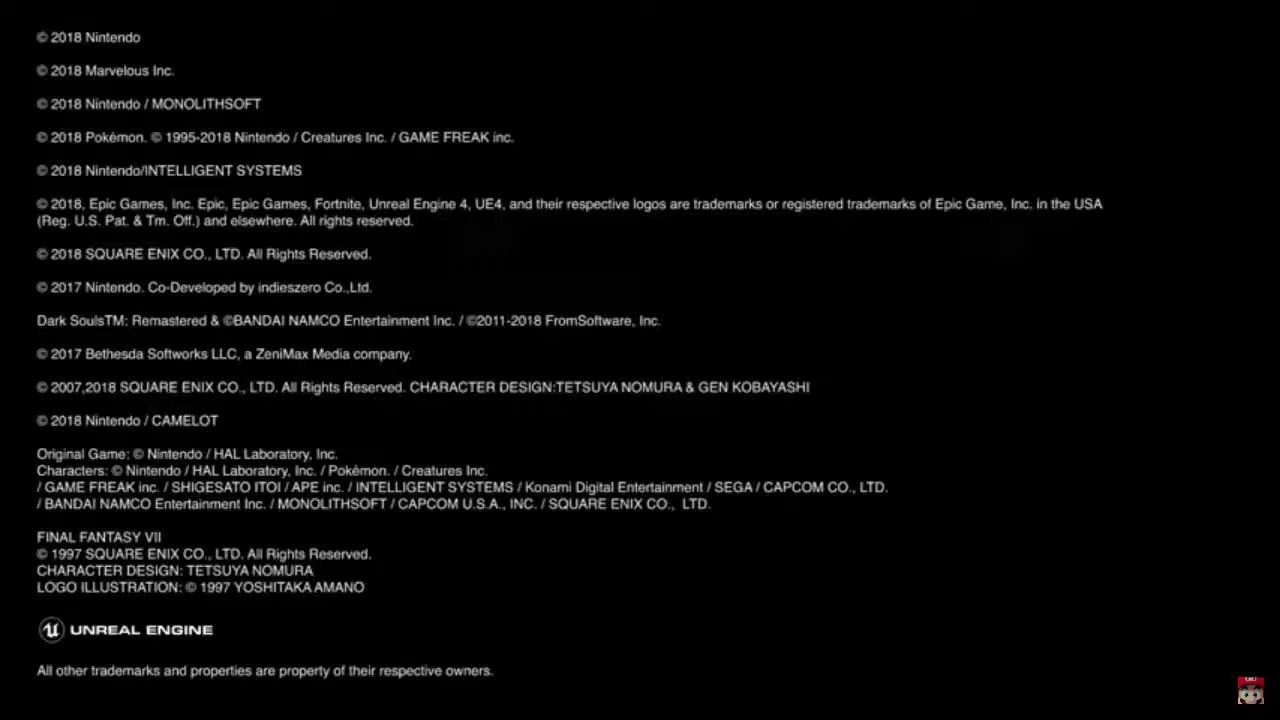 © 2018 Nintendo
© 2018 Marvelous Inc.
© 2018 Nintendo / MONOLITHSOFT
© 2018 Pokémon. © 1995-2018 Nintendo / Creatures Inc. / GAME FREAK inc.
© 2018 Nintendo/INTELLIGENT SYSTEMS
© 2018, Epic Games, Inc. Epic, Epic Games, Fortnite, Unreal Engine 4, UE4, and their respective logos are trademarks or registered trademarks of Epic Game, Inc. in the USA
(Reg. U.S. Pat. & Tm. Off.) and elsewhere. All rights reserved.
© 2018 SQUARE ENIX CO., LTD. All Rights Reserved.
© 2017 Nintendo. Co-Developed by indieszero Co.,Ltd.
Dark SoulsTM: Remastered & ©BANDAI NAMCO Entertainment Inc. / ©2011-2018 FromSoftware, Inc.
© 2017 Bethesda Softworks LLC, a ZeniMax Media company.
© 2007,2018 SQUARE ENIX CO., LTD. All Rights Reserved. CHARACTER DESIGN:TETSUYA NOMURA & GEN KOBAYASHI
© 2018 Nintendo / CAMELOT
Original Game: © Nintendo / HAL Laboratory, Inc.
Characters: © Nintendo / HAL Laboratory, Inc. / Pokémon. / Creatures Inc.
/ GAME FREAK inc. / SHIGESATO ITOI / APE inc. / INTELLIGENT SYSTEMS / Konami Digital Entertainment / SEGA / CAPCOM CO., LTD.
/ BANDAI NAMCO Entertainment Inc. / MONOLITHSOFT / CAPCOM U.S.A., INC. / SQUARE ENIX CO., LTD.
FINAL FANTASY VII
© 1997 SQUARE ENIX CO., LTD. All Rights Reserved.
CHARACTER DESIGN: TETSUYA NOMURA
LOGO ILLUSTRATION: © 1997 YOSHITAKA AMANO
UNREAL ENGINE
All other trademarks and properties are property of their respective owners.